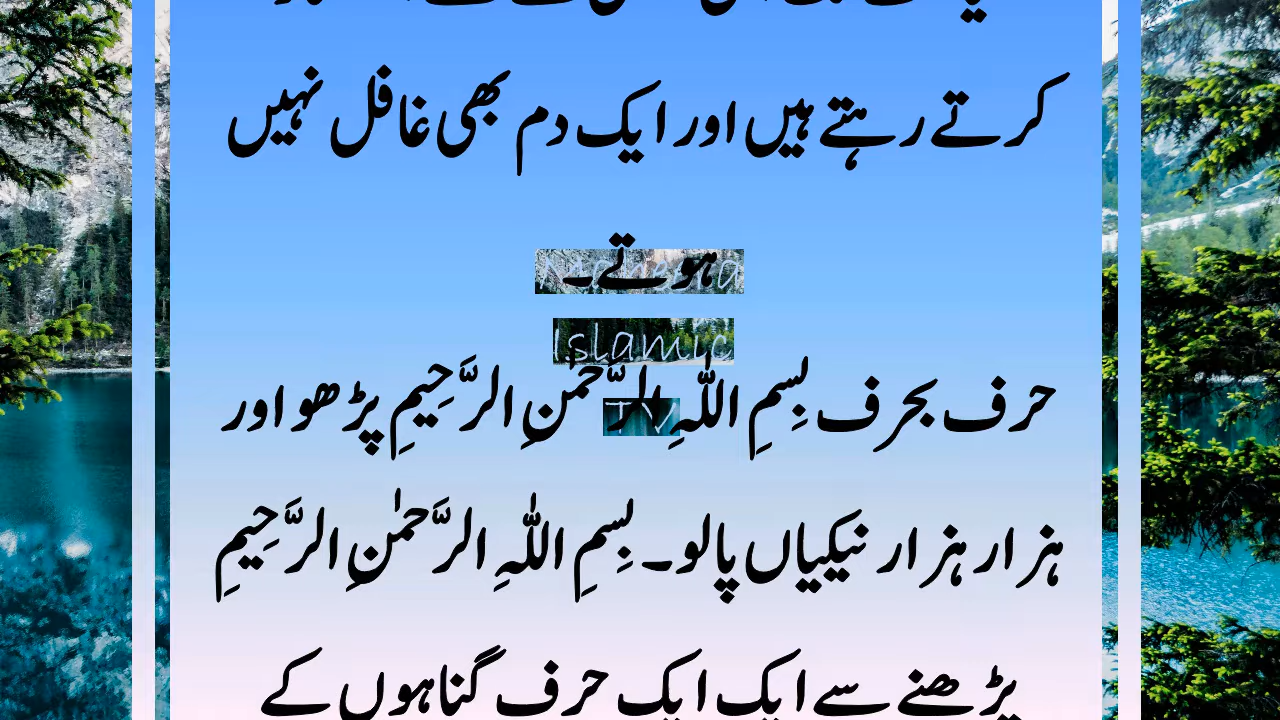 کرتے رہتے ہیں اور ایک دم بھی غافل نہیں
ہوتے۔
Islamic
TV
حرف بحرف بِسمِ اللّٰہِ الرَّحمٰنِ الرَّحِیمِ پڑھو اور
ہزار ہزار نیکیاں پالو۔ بِسمِ اللّٰہِ الرَّحمٰنِ الرَّحِیمِ
پڑھنے سے ایک ایک حرف گناہوں کے